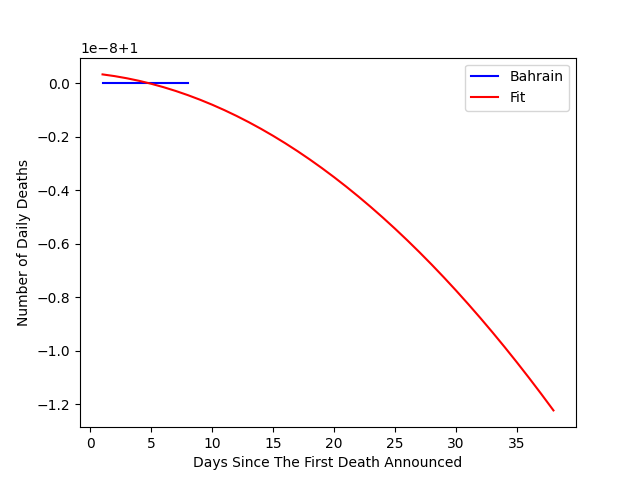 1e−8+1
0.0
−0.2
−0.4
−0.6
−0.8
−1.0
−1.2
Number of Daily Deaths
Bahrain
Fit
0 5 10 15 20 25 30 35
Days Since The First Death Announced